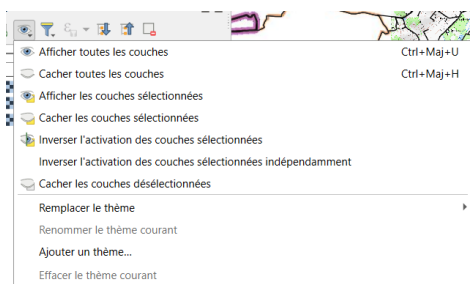 Afficher toutes les couches Ctrl+Maj+U
Cacher toutes les couches Ctrl+Maj+H
Afficher les couches sélectionnées
Cacher les couches sélectionnées
Inverser l'activation des couches sélectionnées
Inverser l'activation des couches sélectionnées indépendamment
Cacher les couches désélectionnées
Remplacer le thème
Renommer le thème courant
Ajouter un thème...
Effacer le thème courant